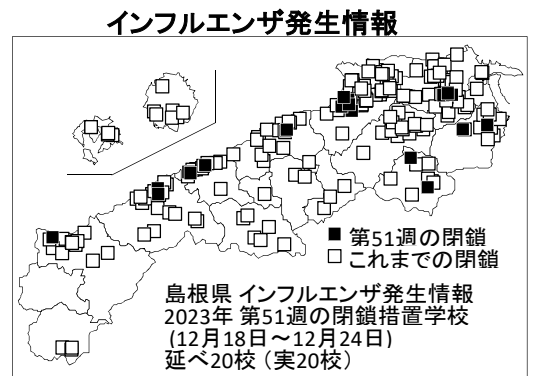 インフルエンザ発生情報
■ 第51週の閉鎖
□ これまでの閉鎖
島根県 インフルエンザ発生情報
2023年 第51週の閉鎖措置学校
(12月18日～12月24日)
延べ20校（実20校）